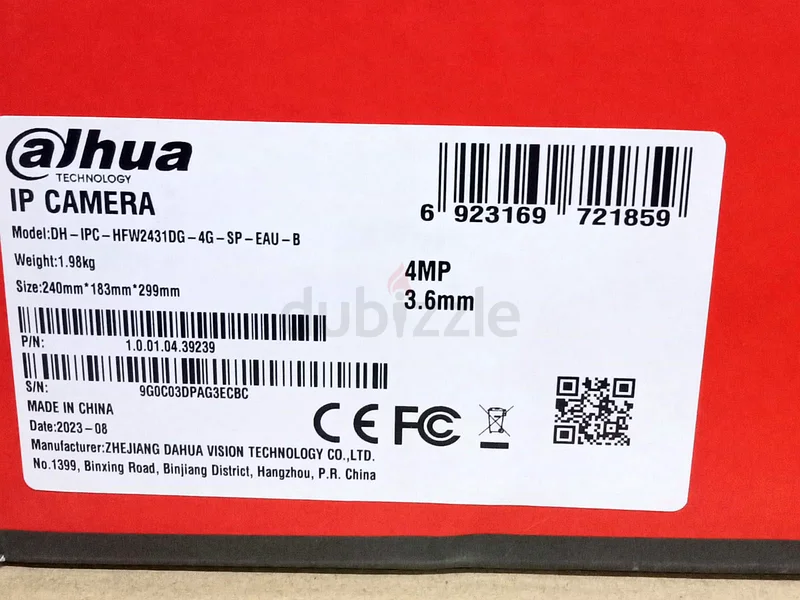 alhua
TECHNOLOGY
IP CAMERA
Model:DH-IPC-HFW2431DG-4G-SP-EAU-B
Weight:1.98kg
Size:240mm*183mm*299mm
6 923169 721859
4MP
3.6mm
dubizzle
P/N: 1.0.01.04.39239
S/N: 9G0C03DPAG3ECBC
MADE IN CHINA
Date:2023-08
Manufacturer:ZHEJIANG DAHUA VISION TECHNOLOGY CO.,LTD.
No.1399, Binxing Road, Binjiang District, Hangzhou, P.R. China
CE FC